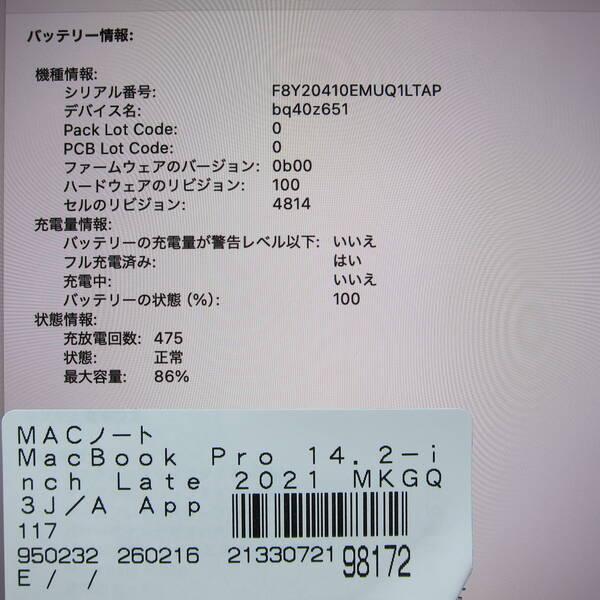 バッテリー情報:
機種情報:
シリアル番号: F8Y20410EMUQ1LTAP
デバイス名: bq40z651
Pack Lot Code: 0
PCB Lot Code: 0
ファームウェアのバージョン: 0b00
ハードウェアのリビジョン: 100
セルのリビジョン: 4814
充電量情報:
バッテリーの充電量が警告レベル以下: いいえ
フル充電済み: はい
充電中: いいえ
バッテリーの状態 (%): 100
状態情報:
充放電回数: 475
状態: 正常
最大容量: 86%
MACノート
MacBook Pro 14.2-i
nch Late 2021 MKGQ
3J/A App
117
950232 260216 21330721 98172
E/ /